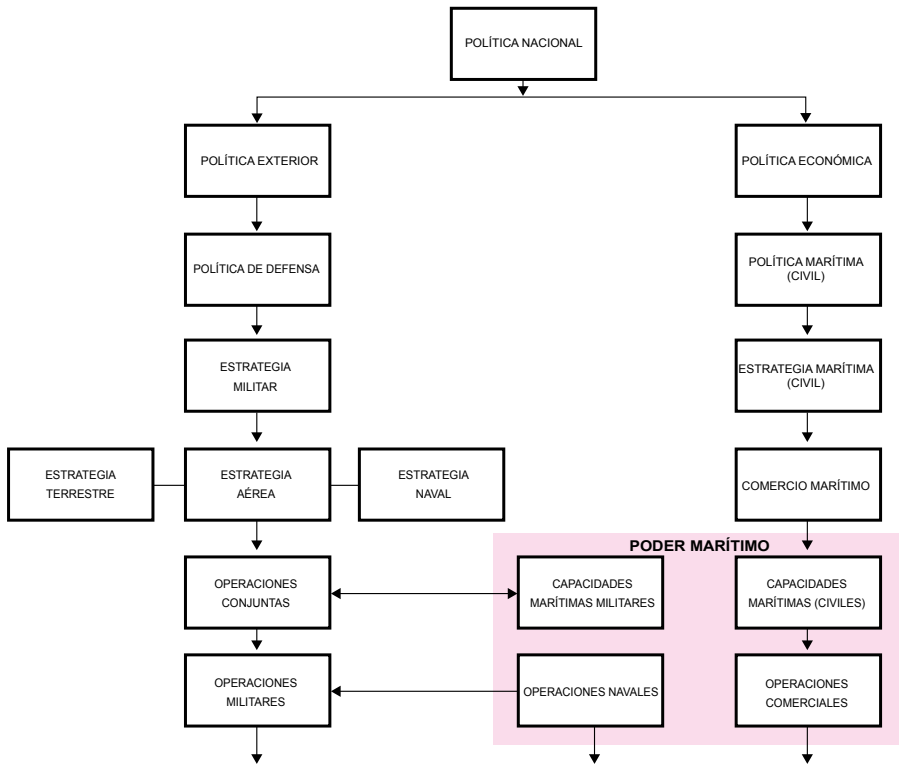 POLÍTICA NACIONAL
POLÍTICA EXTERIOR
POLÍTICA ECONÓMICA
POLÍTICA DE DEFENSA
POLÍTICA MARÍTIMA
(CIVIL)
ESTRATEGIA
MILITAR
ESTRATEGIA MARÍTIMA
(CIVIL)
ESTRATEGIA
TERRESTRE
ESTRATEGIA
AÉREA
ESTRATEGIA
NAVAL
COMERCIO MARÍTIMO
PODER MARÍTIMO
OPERACIONES
CONJUNTAS
CAPACIDADES
MARÍTIMAS MILITARES
CAPACIDADES
MARÍTIMAS (CIVILES)
OPERACIONES
MILITARES
OPERACIONES NAVALES
OPERACIONES
COMERCIALES